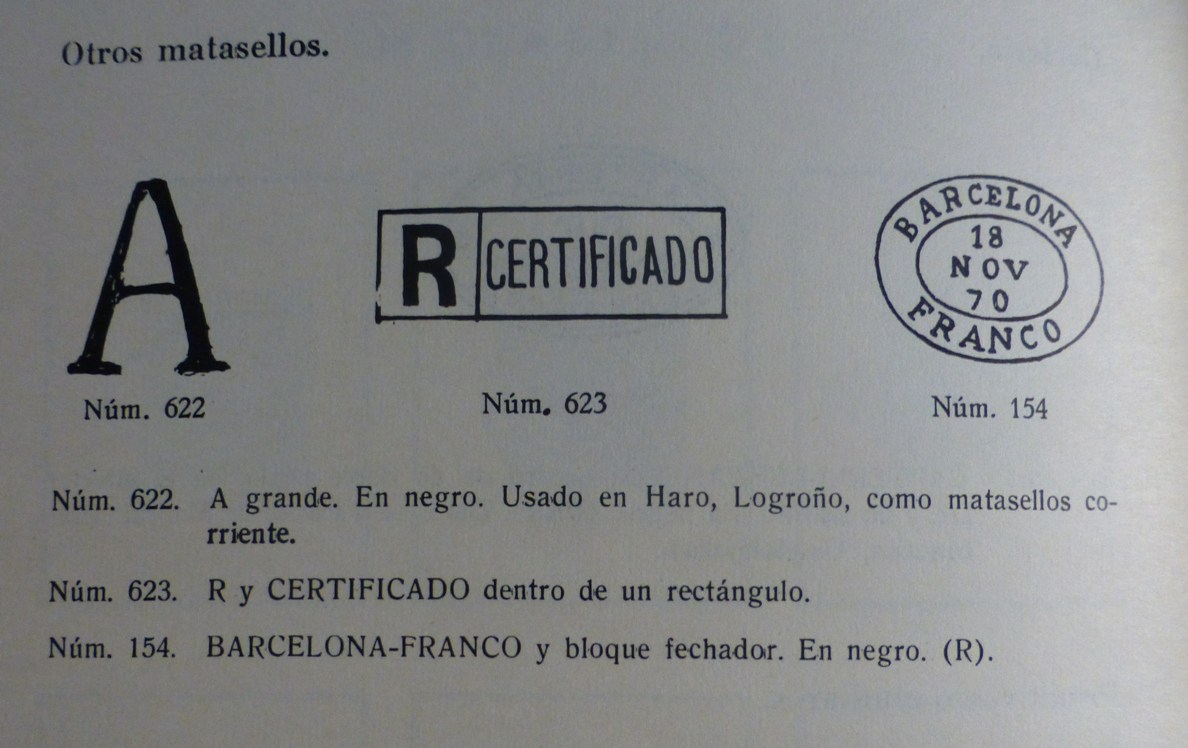 Otros matasellos.
A
R CERTIFICADO
BARCELONA
18
NOV
70
FRANCO
Núm. 622
Núm. 623
Núm. 154
Núm. 622. A grande. En negro. Usado en Haro, Logroño, como matasellos co-
rriente.
Núm. 623. R y CERTIFICADO dentro de un rectángulo.
Núm. 154. BARCELONA-FRANCO y bloque fechador. En negro. (R).